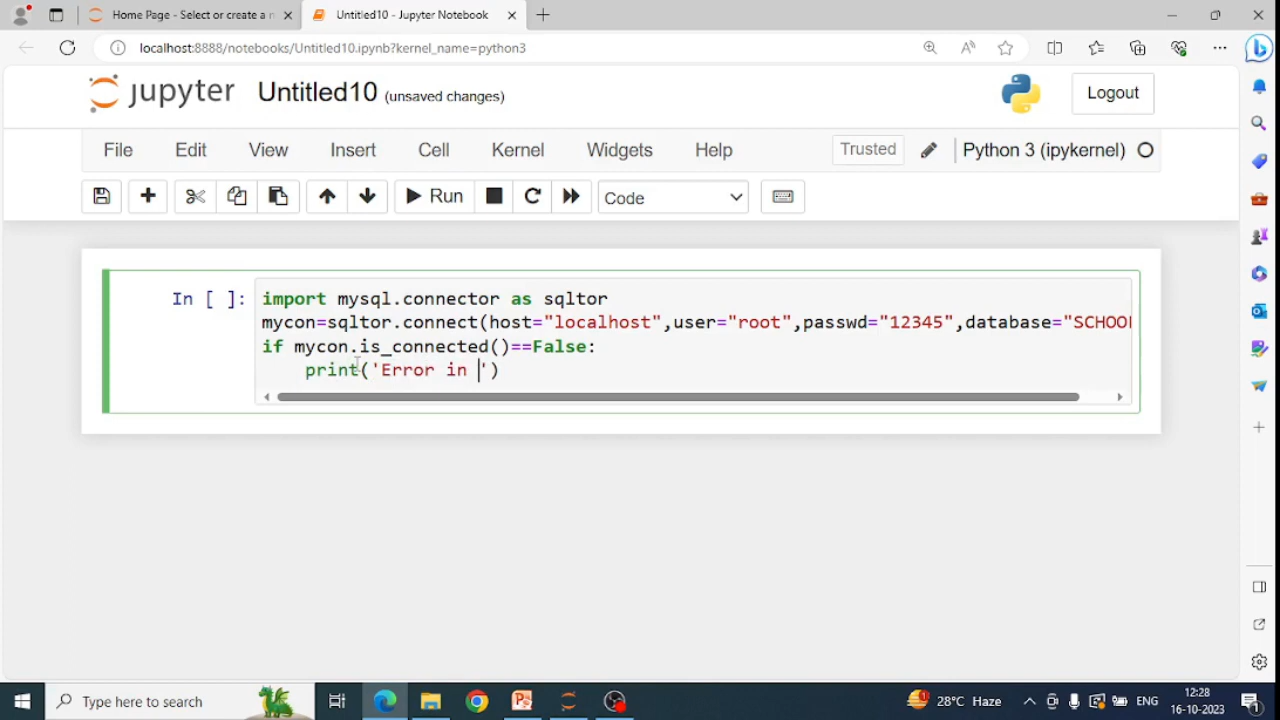 Home Page - Select or create a n
Untitled10 - Jupyter Notebook
localhost:8888/notebooks/Untitled10.ipynb?kernel_name=python3
jupyter Untitled10 (unsaved changes)
Logout
File Edit View Insert Cell Kernel Widgets Help
Trusted
Python 3 (ipykernel)
Run
Code
In [ ]:
import mysql.connector as sqltor
mycon=sqltor.connect(host="localhost",user="root",passwd="12345",database="SCHOOL
if mycon.is_connected()==False:
print('Error in ')
Type here to search
28°C Haze
ENG
12:28
16-10-2023